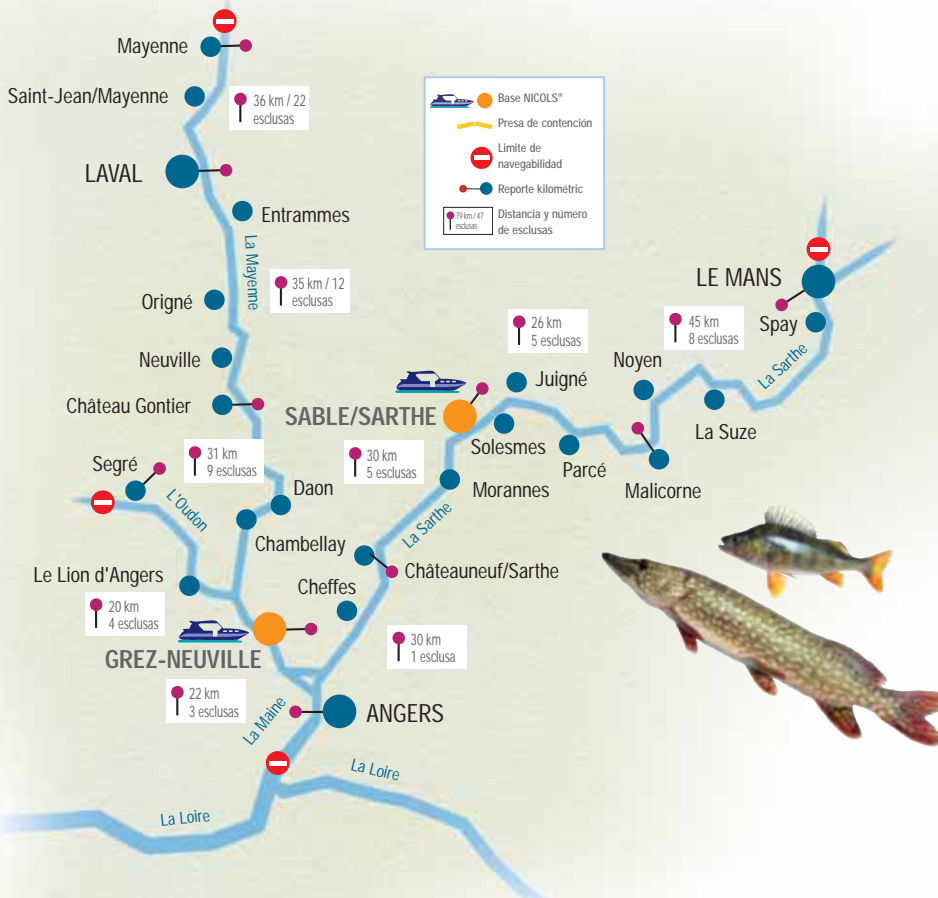 Mayenne
Saint-Jean/Mayenne
36 km / 22
esclusas
LAVAL
Entrammes
La Mayenne
35 km / 12
esclusas
Origné
Neuville
Château Gontier
31 km
9 esclusas
Segré
L'Oudon
Daon
Chambellay
Le Lion d'Angers
20 km
4 esclusas
GREZ-NEUVILLE
22 km
3 esclusas
La Maine
ANGERS
La Loire
La Loire
Base NICOLS®
Presa de contención
Limite de
navegabilidad
Reporte kilométric
79 km / 47
esclusas
Distancia y número
de esclusas
LE MANS
Spay
45 km
8 esclusas
La Sarthe
26 km
5 esclusas
Noyen
Juigné
La Suze
SABLE/SARTHE
Solesmes
Parcé
Malicorne
30 km
5 esclusas
Morannes
La Sarthe
Châteauneuf/Sarthe
Cheffes
30 km
1 esclusa